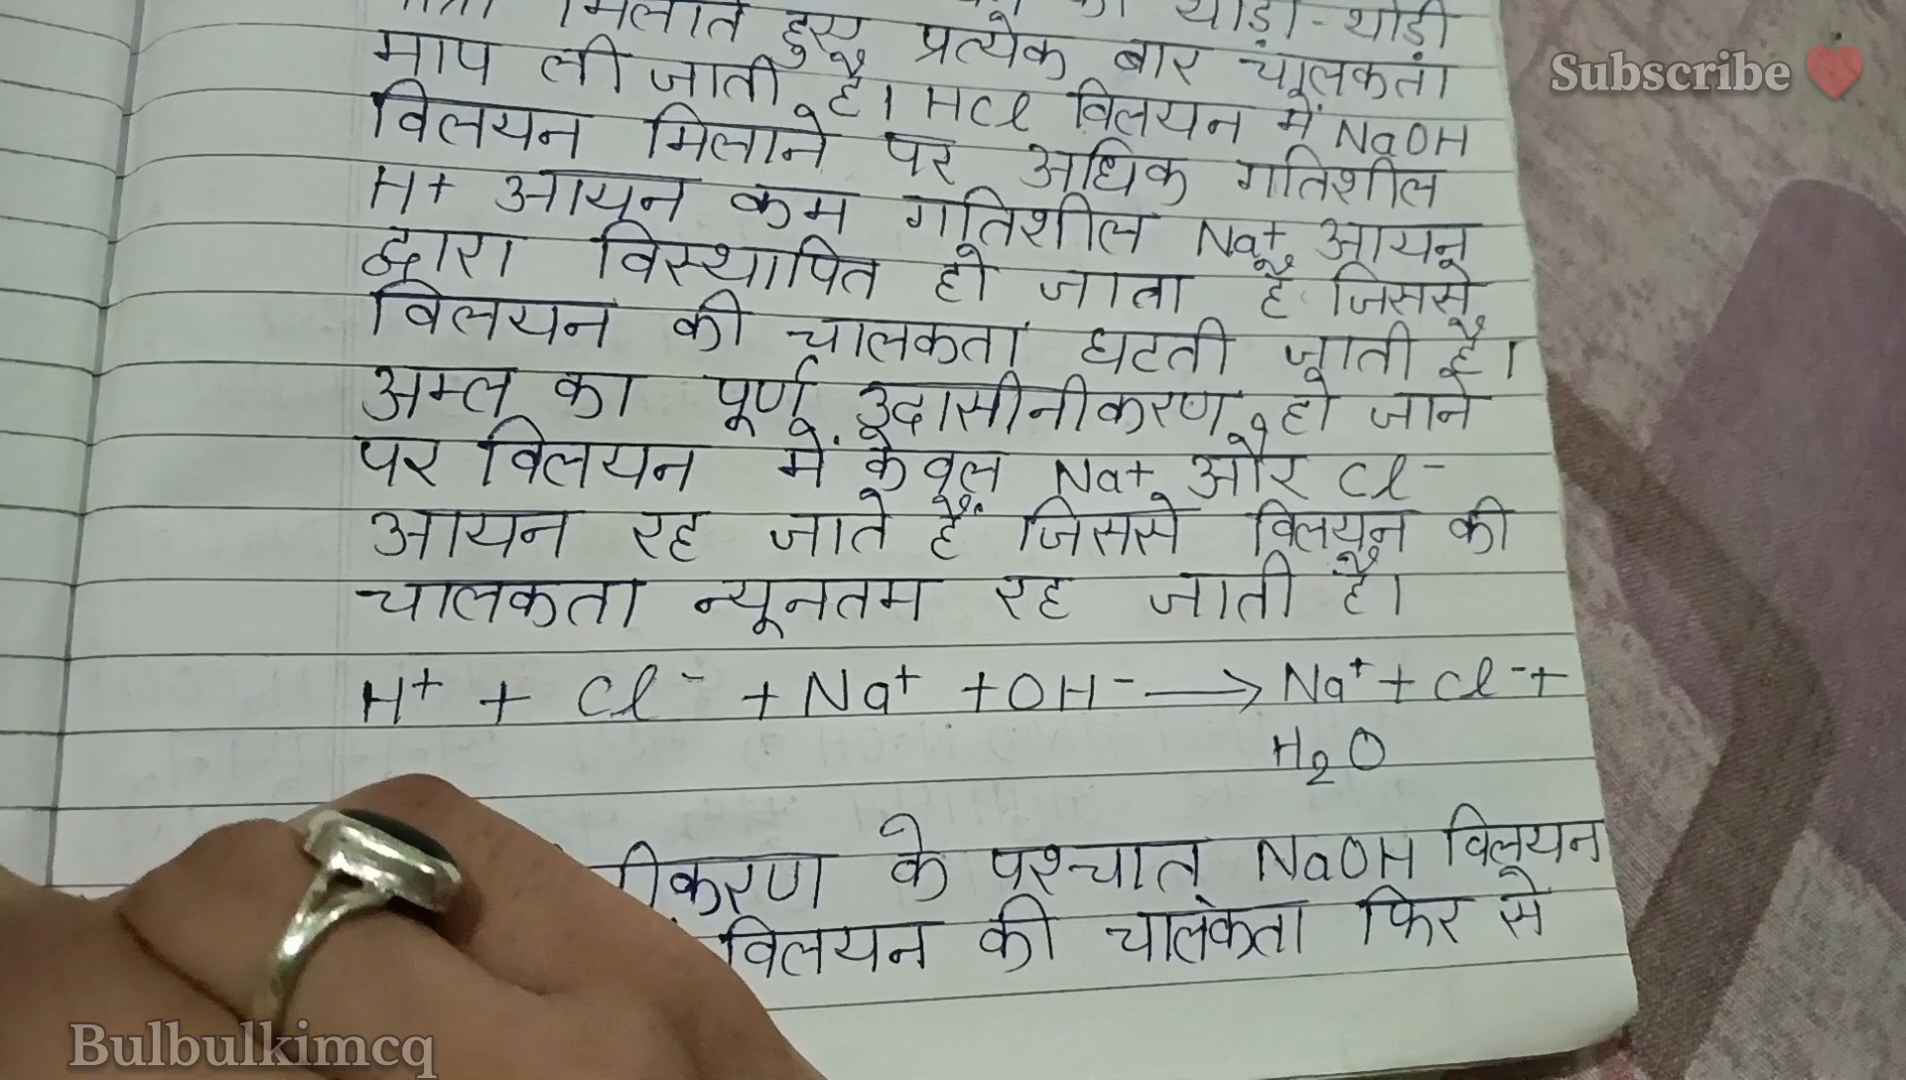 मिलाते हुए प्रत्येक बार चालकता
थोड़ी-थोड़ी
माप ली जाती है। HCl विलयन में NaOH
विलयन मिलाने पर अधिक गतिशील
H+ आयन कम गतिशील Na+ आयन
द्वारा विस्थापित हो जाता है जिससे
विलयन की चालकता घटती जाती है।
अम्ल का पूर्ण उदासीनीकरण हो जाने
पर विलयन में केवल Na+ और Cl-
आयन रह जाते हैं जिससे विलयन की
चालकता न्यूनतम रह जाती है।
H+ + Cl- + Na+ + OH- → Na+ + Cl- +
H2O
के पश्चात् NaOH विलयन
विलयन की चालकता फिर से
Subscribe
Bulbulkimcq